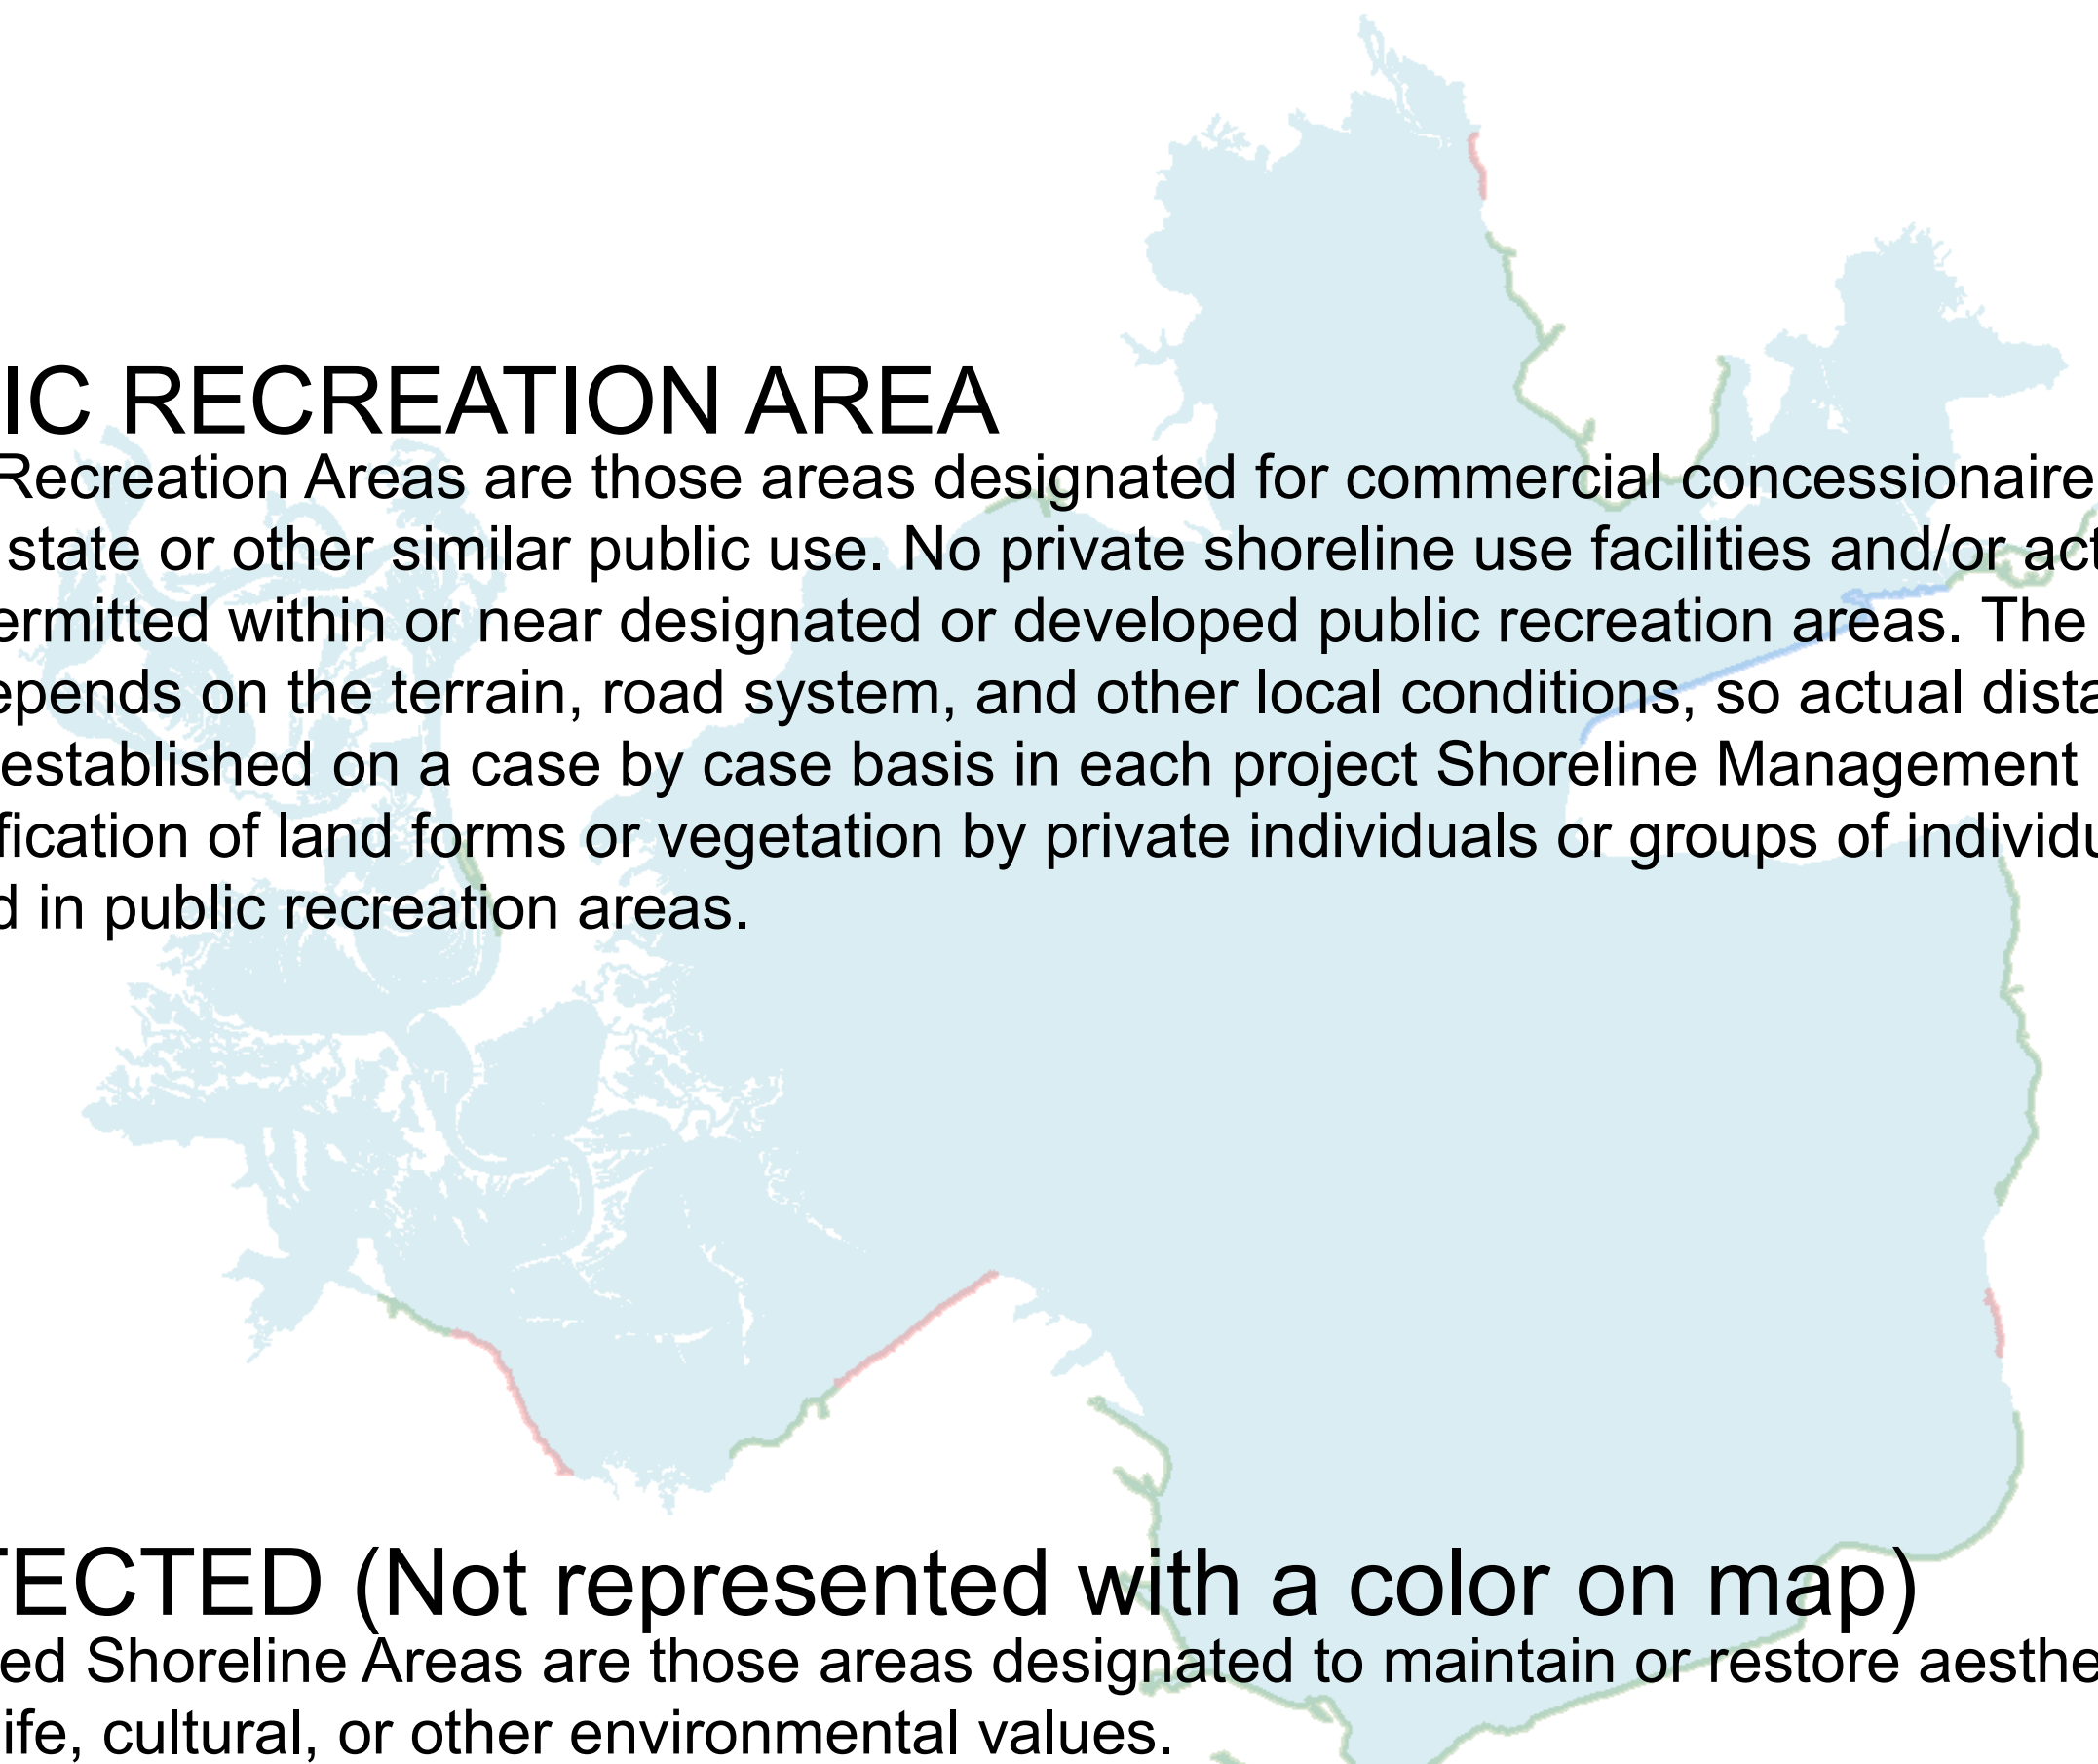 IC RECREATION AREA
Recreation Areas are those areas designated for commercial concessionaire
state or other similar public use. No private shoreline use facilities and/or act
ermitted within or near designated or developed public recreation areas. The
epends on the terrain, road system, and other local conditions, so actual dista
established on a case by case basis in each project Shoreline Management
fication of land forms or vegetation by private individuals or groups of individu
d in public recreation areas.
TECTED (Not represented with a color on map)
ed Shoreline Areas are those areas designated to maintain or restore aesthe
ife, cultural, or other environmental values.